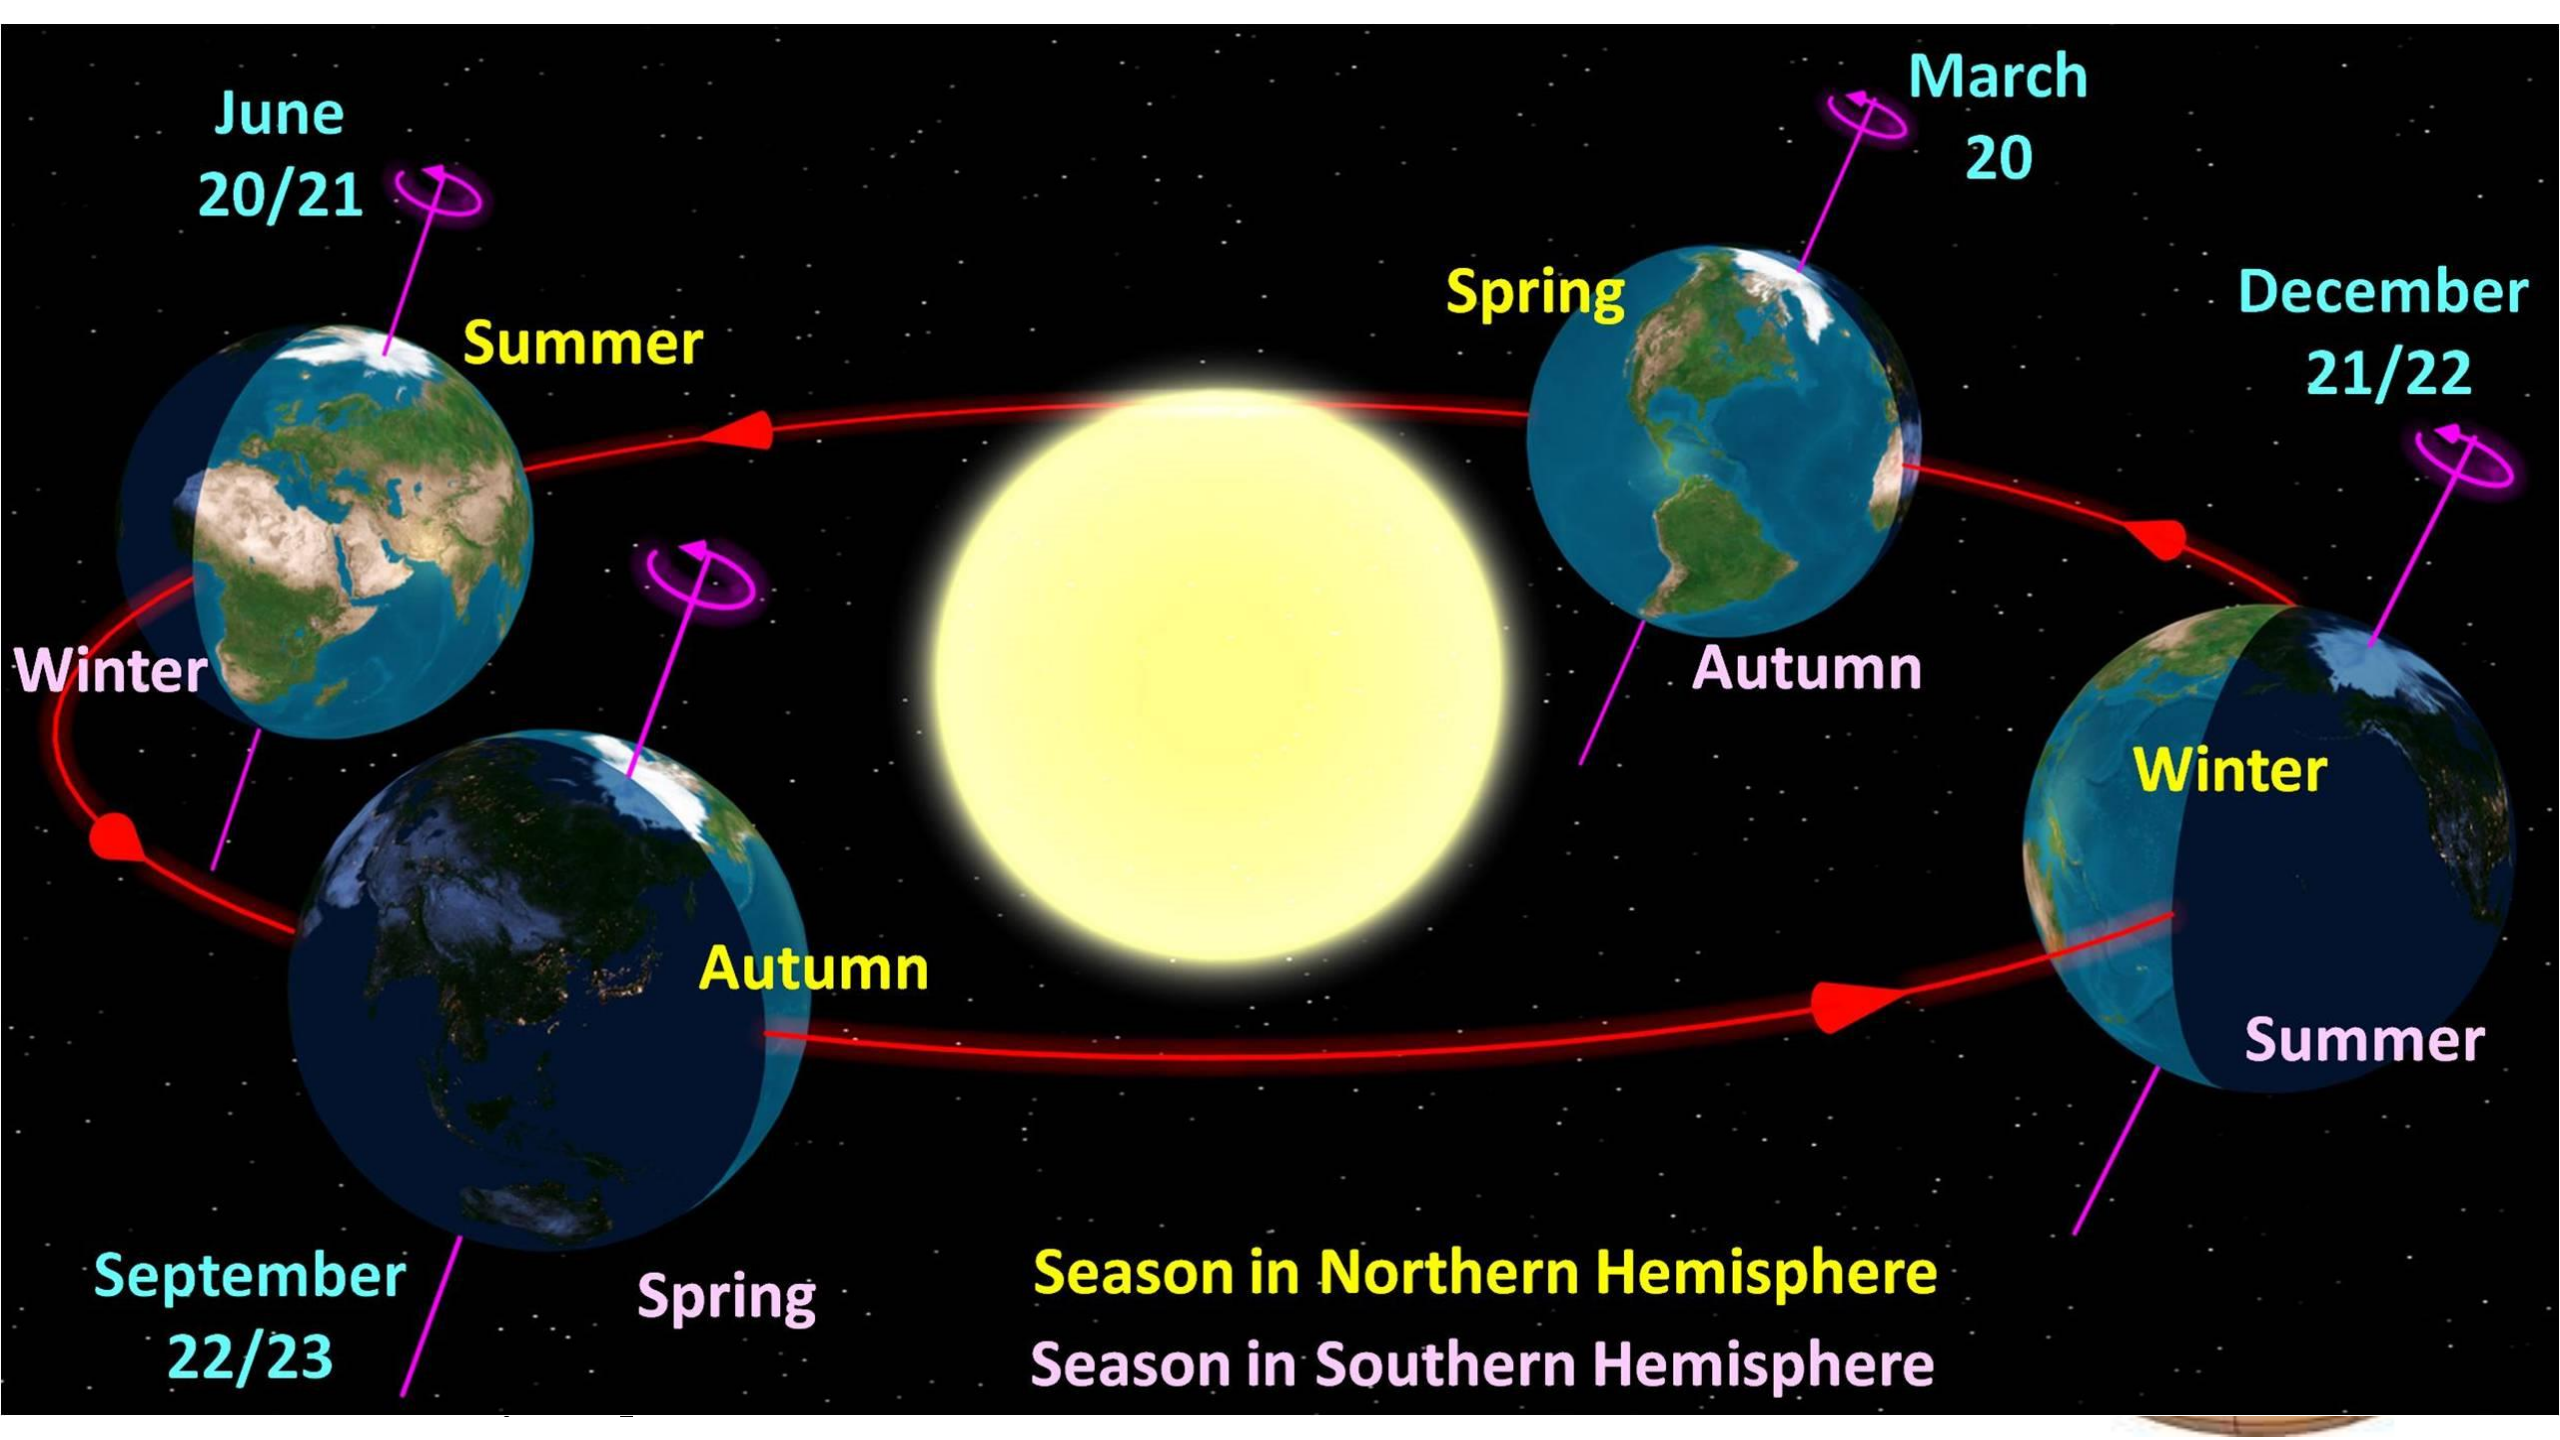 June
20/21
Summer
Winter
March
20
Spring
Autumn
December
21/22
Winter
Summer
September
22/23
Autumn
Spring
Season in Northern Hemisphere
Season in Southern Hemisphere